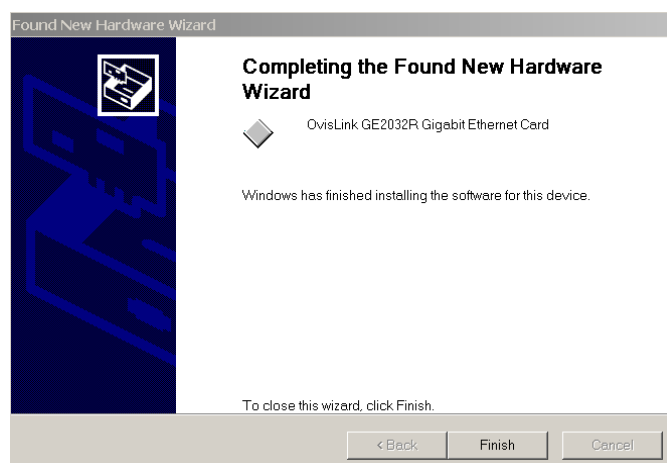 Found New Hardware Wizard
Completing the Found New Hardware
Wizard
OvisLink GE2032R Gigabit Ethernet Card
Windows has finished installing the software for this device.
To close this wizard, click Finish.
< Back
Finish
Cancel